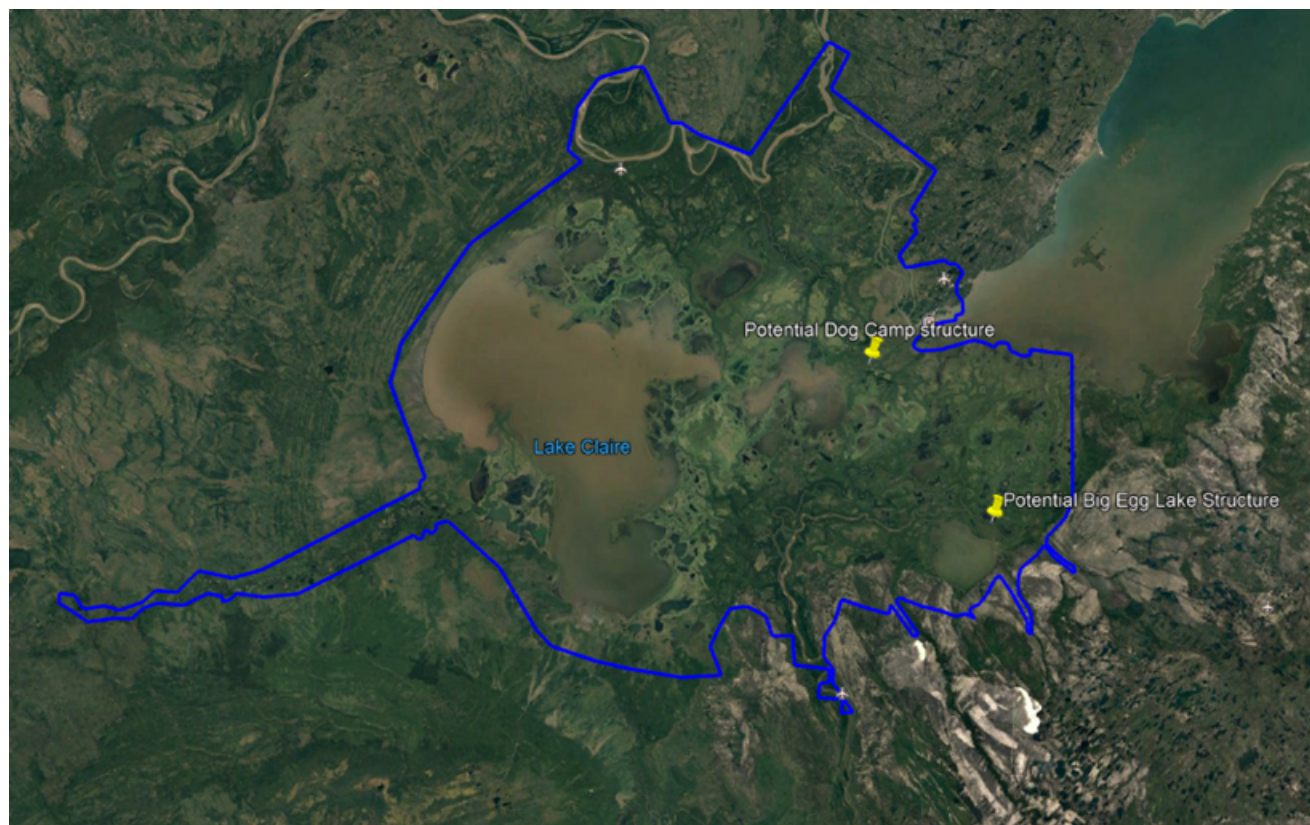 Potential Dog Camp structure
Lake Claire
Potential Big Egg Lake Structure